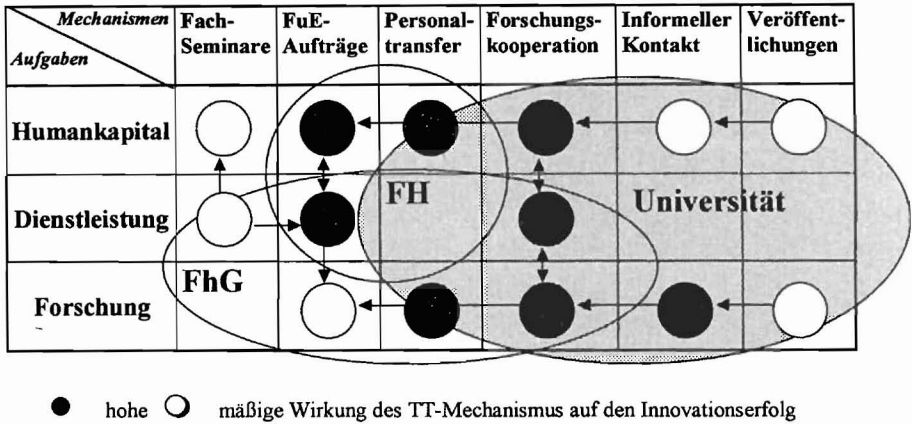 Mechanismen
Aufgaben
Fach-
Seminare
FuE-
Aufträge
Personal-
transfer
Forschungs-
kooperation
Informeller
Kontakt
Veröffent-
lichungen
Humankapital
Dienstleistung
FH
Universität
FhG
Forschung
hohe mäßige Wirkung des TT-Mechanismus auf den Innovationserfolg